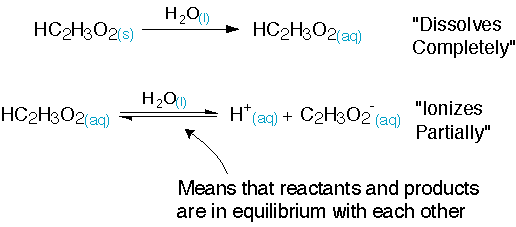 HC2H3O2(s) H2O(l) HC2H3O2(aq) "Dissolves
Completely"
HC2H3O2(aq) H2O(l) H+(aq) + C2H3O2-(aq) "Ionizes
Partially"
Means that reactants and products
are in equilibrium with each other